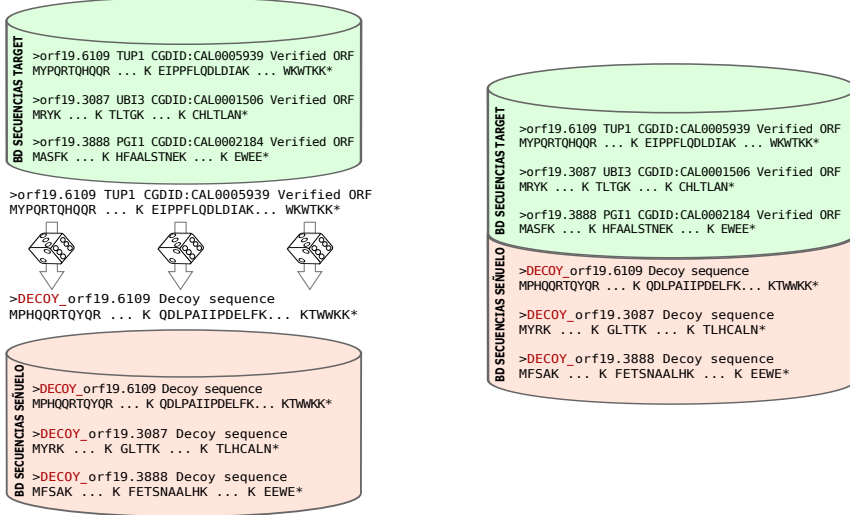 BD SECUENCIAS TARGET
>orf19.6109 TUP1 CGDID:CAL0005939 Verified ORF
MYPQRTQHQQR ... K EIPPFLQDLDIAK ... WKWTKK*
>orf19.3087 UBI3 CGDID:CAL0001506 Verified ORF
MRYK ... K TLTGK ... K CHLTLAN*
>orf19.3888 PGI1 CGDID:CAL0002184 Verified ORF
MASFK ... K HFAALSTNEK ... K EWEE*
>orf19.6109 TUP1 CGDID:CAL0005939 Verified ORF
MYPQRTQHQQR ... K EIPPFLQDLDIAK... WKWTKK*
>DECOY_orf19.6109 Decoy sequence
MPHQQRTQYQR ... K QDLPAIIPDELFK... KTWWKK*
BD SECUENCIAS SEÑUELO
>DECOY_orf19.6109 Decoy sequence
MPHQQRTQYQR ... K QDLPAIIPDELFK... KTWWKK*
>DECOY_orf19.3087 Decoy sequence
MYRK ... K GLTTK ... K TLHCALN*
>DECOY_orf19.3888 Decoy sequence
MFSAK ... K FETSNAALHK ... K EEWE*
BD SECUENCIAS TARGET
>orf19.6109 TUP1 CGDID:CAL0005939 Verified ORF
MYPQRTQHQQR ... K EIPPFLQDLDIAK ... WKWTKK*
>orf19.3087 UBI3 CGDID:CAL0001506 Verified ORF
MRYK ... K TLTGK ... K CHLTLAN*
>orf19.3888 PGI1 CGDID:CAL0002184 Verified ORF
MASFK ... K HFAALSTNEK ... K EWEE*
BD SECUENCIAS SEÑUELO
>DECOY_orf19.6109 Decoy sequence
MPHQQRTQYQR ... K QDLPAIIPDELFK... KTWWKK*
>DECOY_orf19.3087 Decoy sequence
MYRK ... K GLTTK ... K TLHCALN*
>DECOY_orf19.3888 Decoy sequence
MFSAK ... K FETSNAALHK ... K EEWE*